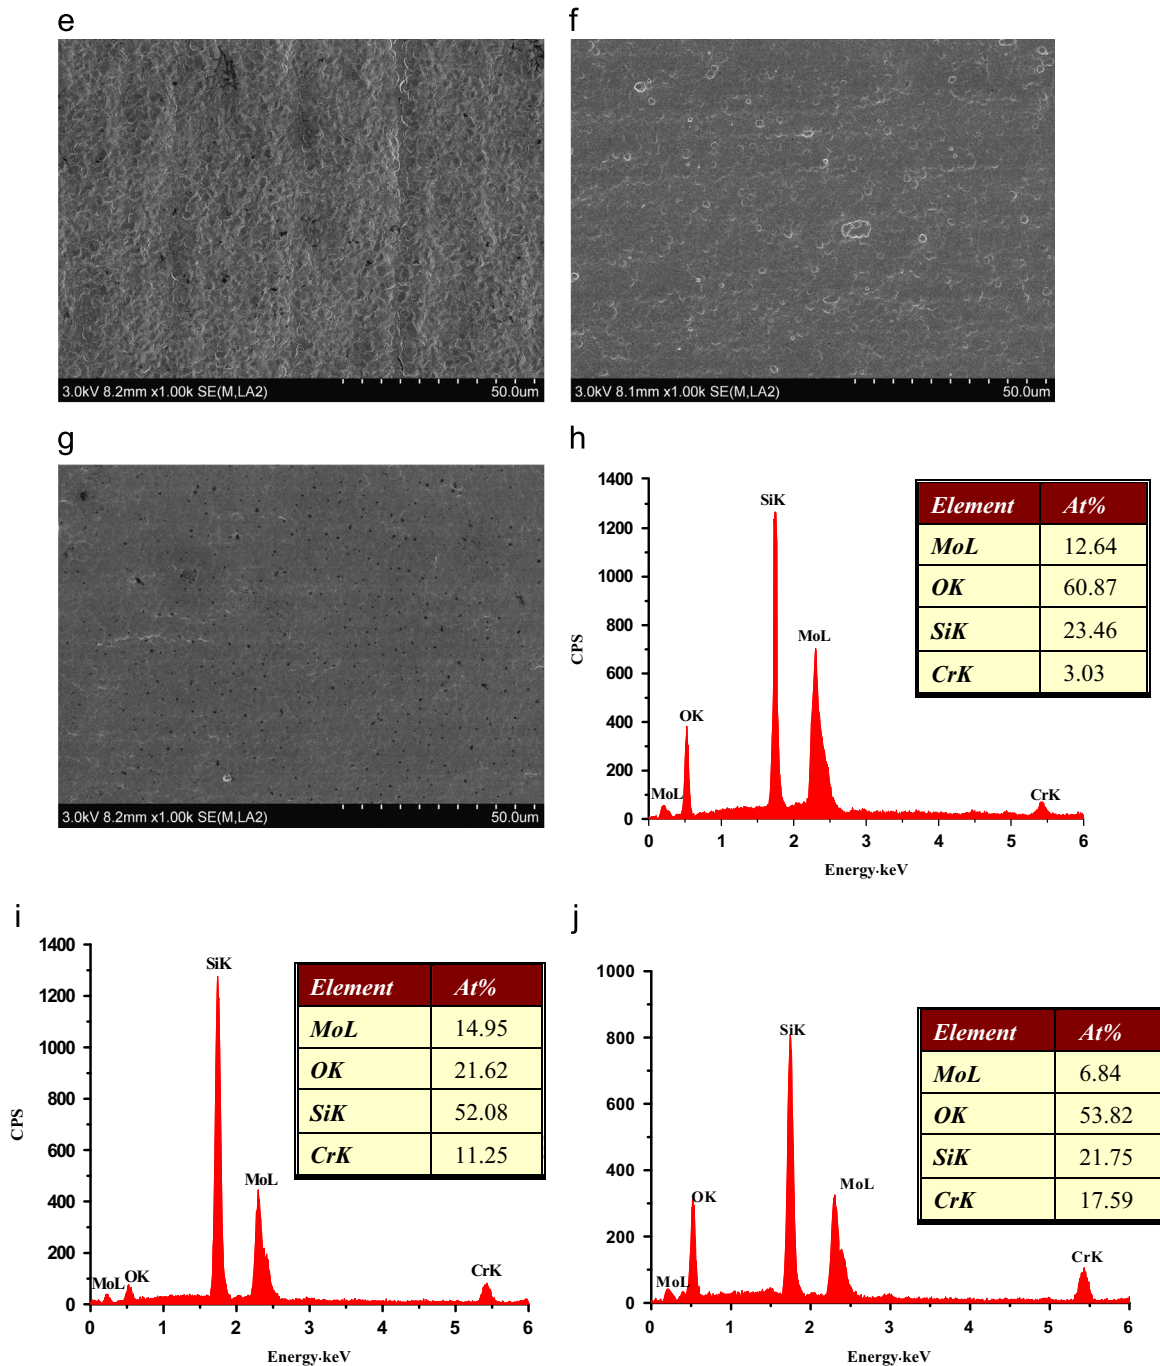 e
f
3.0kV 8.2mm x1.00k SE(M,LA2) 50.0um
3.0kV 8.1mm x1.00k SE(M,LA2) 50.0um
g
h
3.0kV 8.2mm x1.00k SE(M,LA2) 50.0um
1400
1200
1000
800
600
400
200
0
CPS
SiK
MoL
OK
MoL
CrK
0 1 2 3 4 5 6
Energy·keV
Element At%
MoL 12.64
OK 60.87
SiK 23.46
CrK 3.03
i
1400
1200
1000
800
600
400
200
0
CPS
SiK
MoL
MoL
OK
CrK
0 1 2 3 4 5 6
Energy·keV
Element At%
MoL 14.95
OK 21.62
SiK 52.08
CrK 11.25
j
1000
800
600
400
200
0
SiK
OK
MoL
MoL
CrK
0 1 2 3 4 5 6
Energy·keV
Element At%
MoL 6.84
OK 53.82
SiK 21.75
CrK 17.59